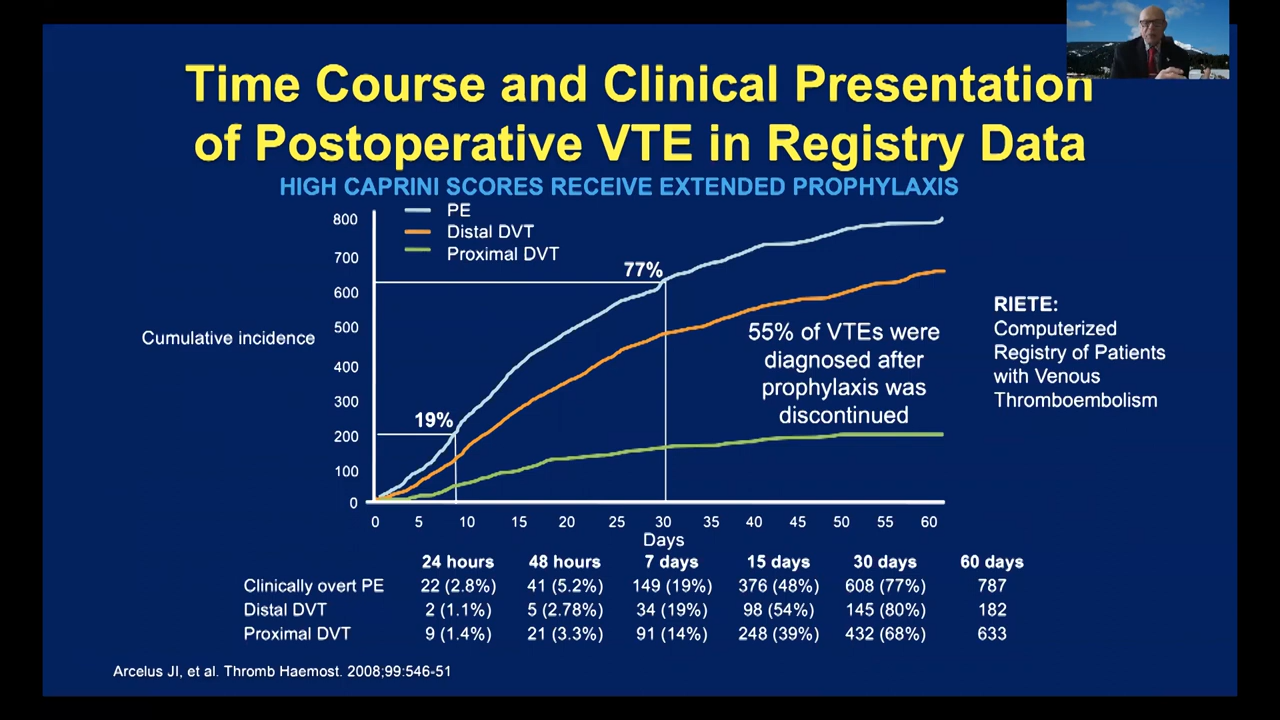 Time Course and Clinical Presentation
of Postoperative VTE in Registry Data
HIGH CAPRINI SCORES RECEIVE EXTENDED PROPHYLAXIS
PE
Distal DVT
Proximal DVT
800
700
600
500
400
300
200
100
0
Cumulative incidence
77%
19%
55% of VTEs were
diagnosed after
prophylaxis was
discontinued
RIETE:
Computerized
Registry of Patients
with Venous
Thromboembolism
0 5 10 15 20 25 30 35 40 45 50 55 60
Days
24 hours 48 hours 7 days 15 days 30 days 60 days
Clinically overt PE 22 (2.8%) 41 (5.2%) 149 (19%) 376 (48%) 608 (77%) 787
Distal DVT 2 (1.1%) 5 (2.78%) 34 (19%) 98 (54%) 145 (80%) 182
Proximal DVT 9 (1.4%) 21 (3.3%) 91 (14%) 248 (39%) 432 (68%) 633
Arcelus JI, et al. Thromb Haemost. 2008;99:546-51